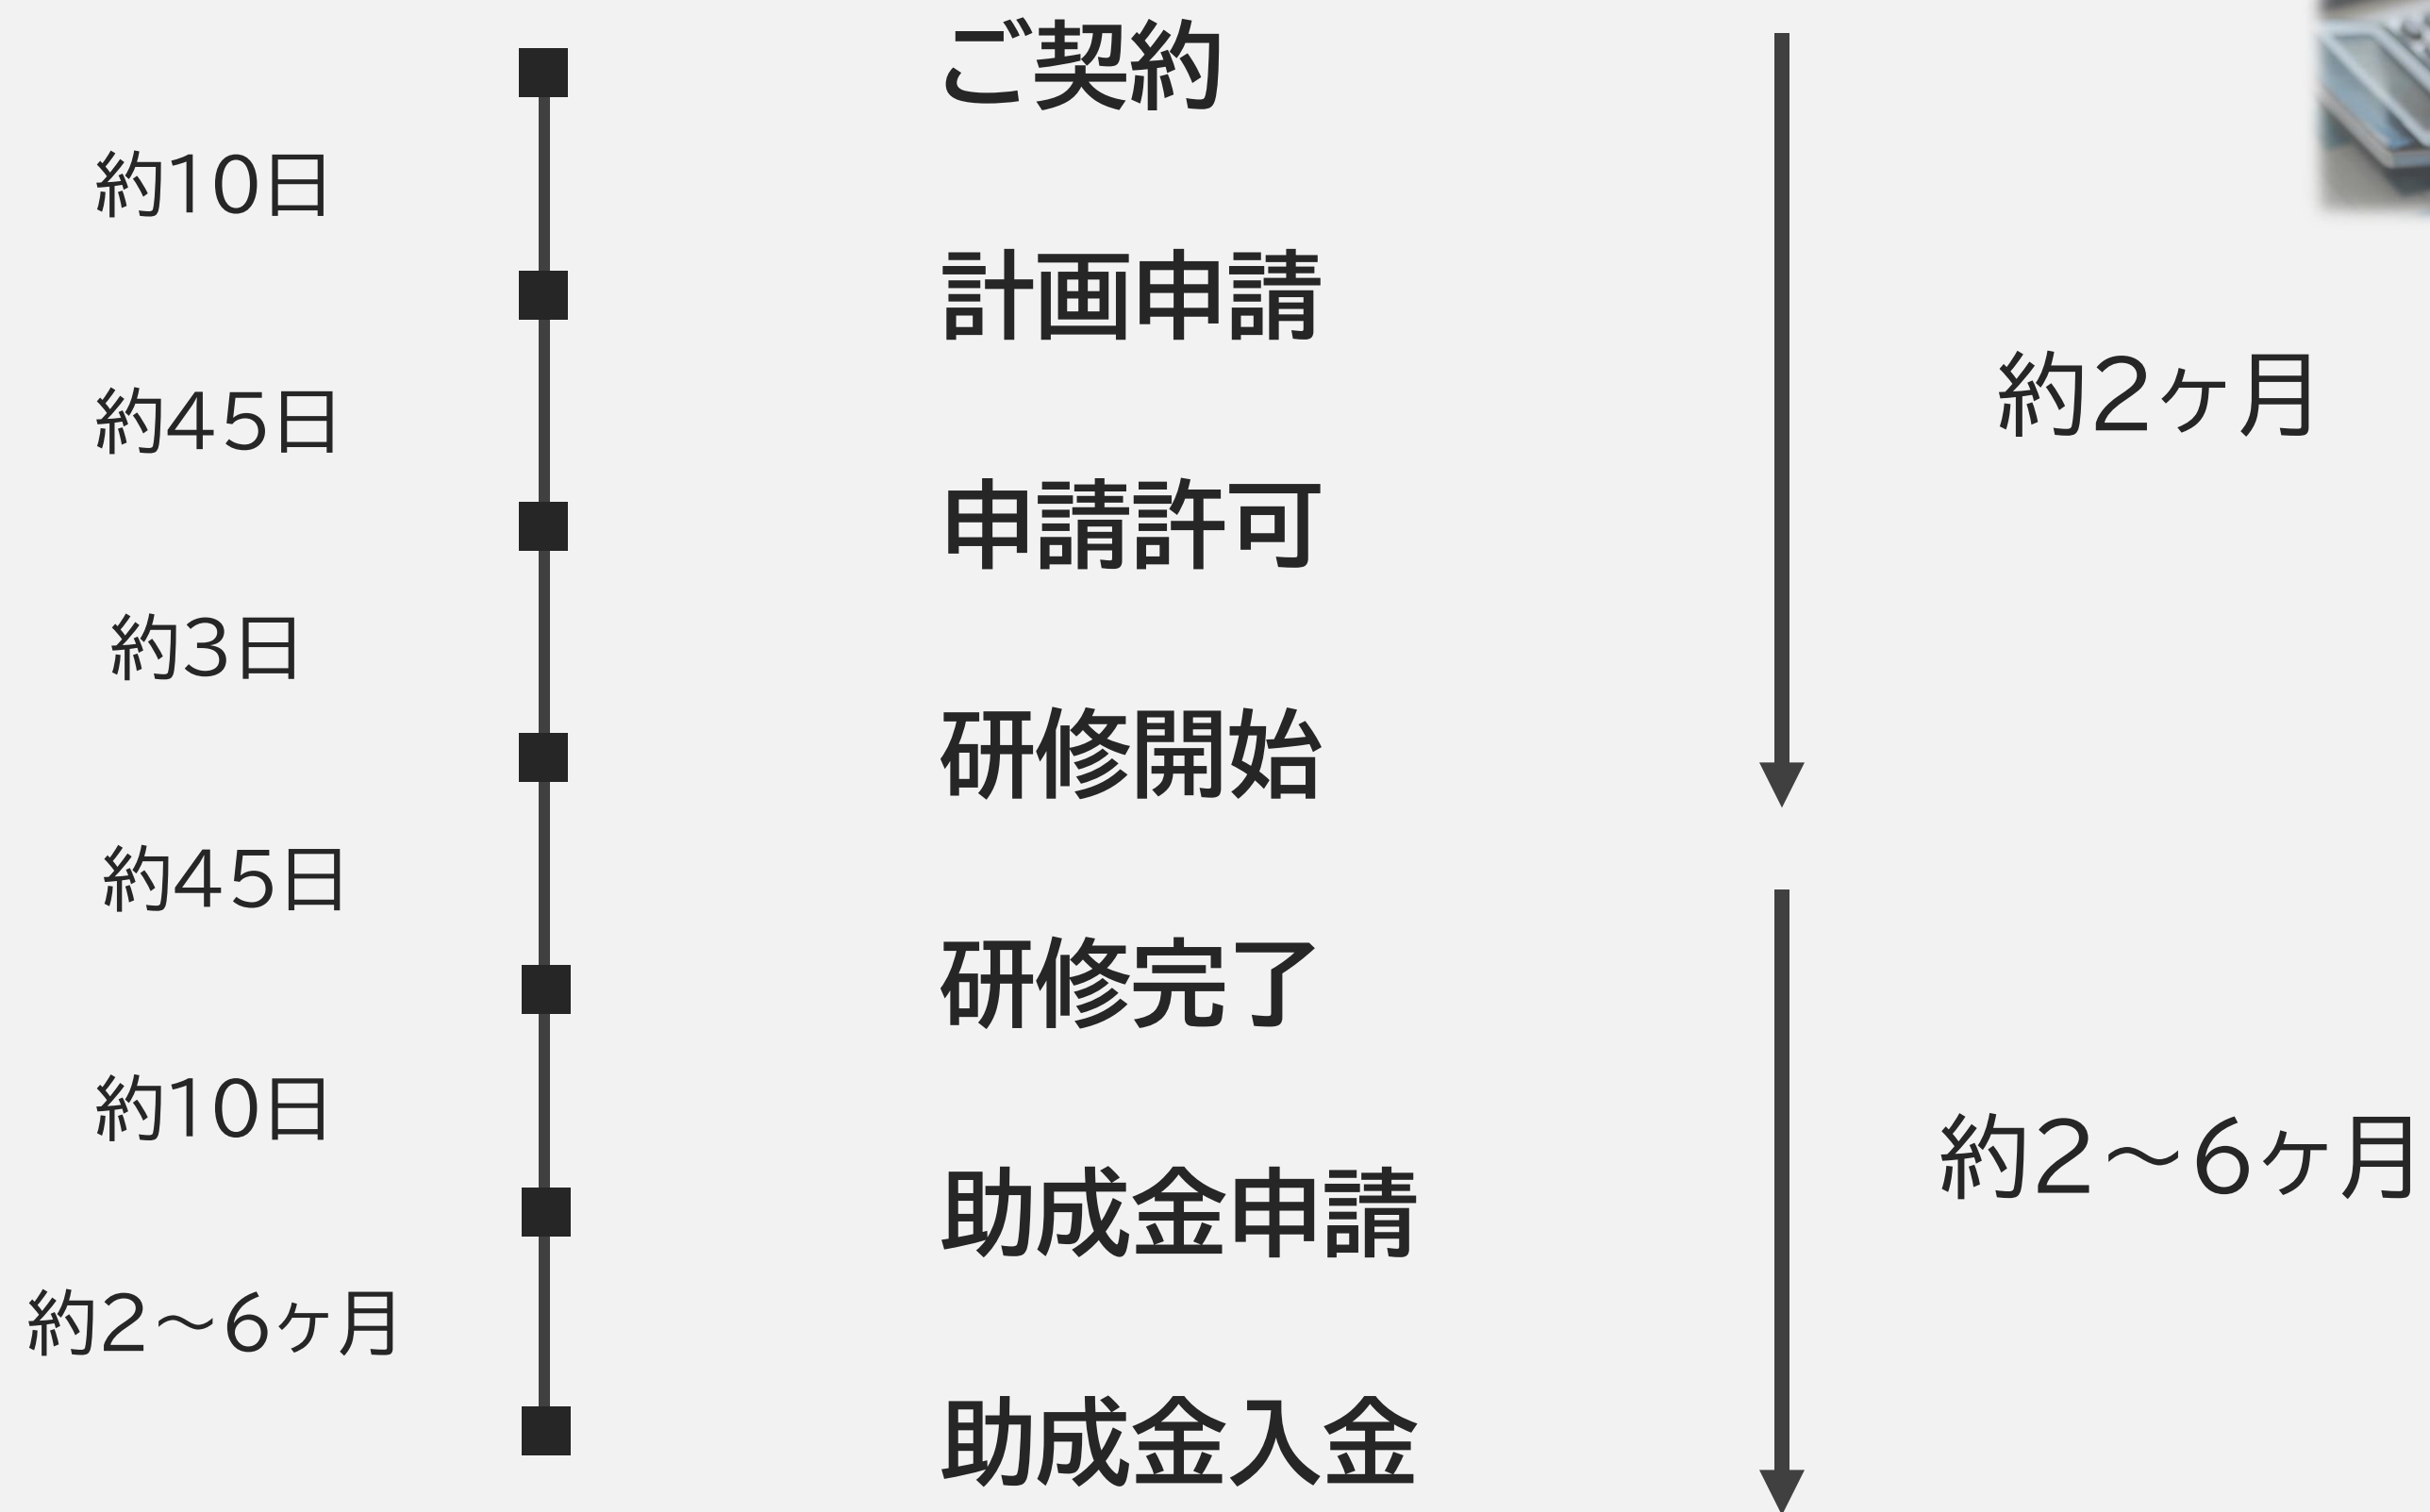 ご契約
約10日
計画申請
約45日
約2ヶ月
申請許可
約3日
研修開始
約45日
研修完了
約10日
約2～6ヶ月
助成金申請
約2～6ヶ月
助成金入金